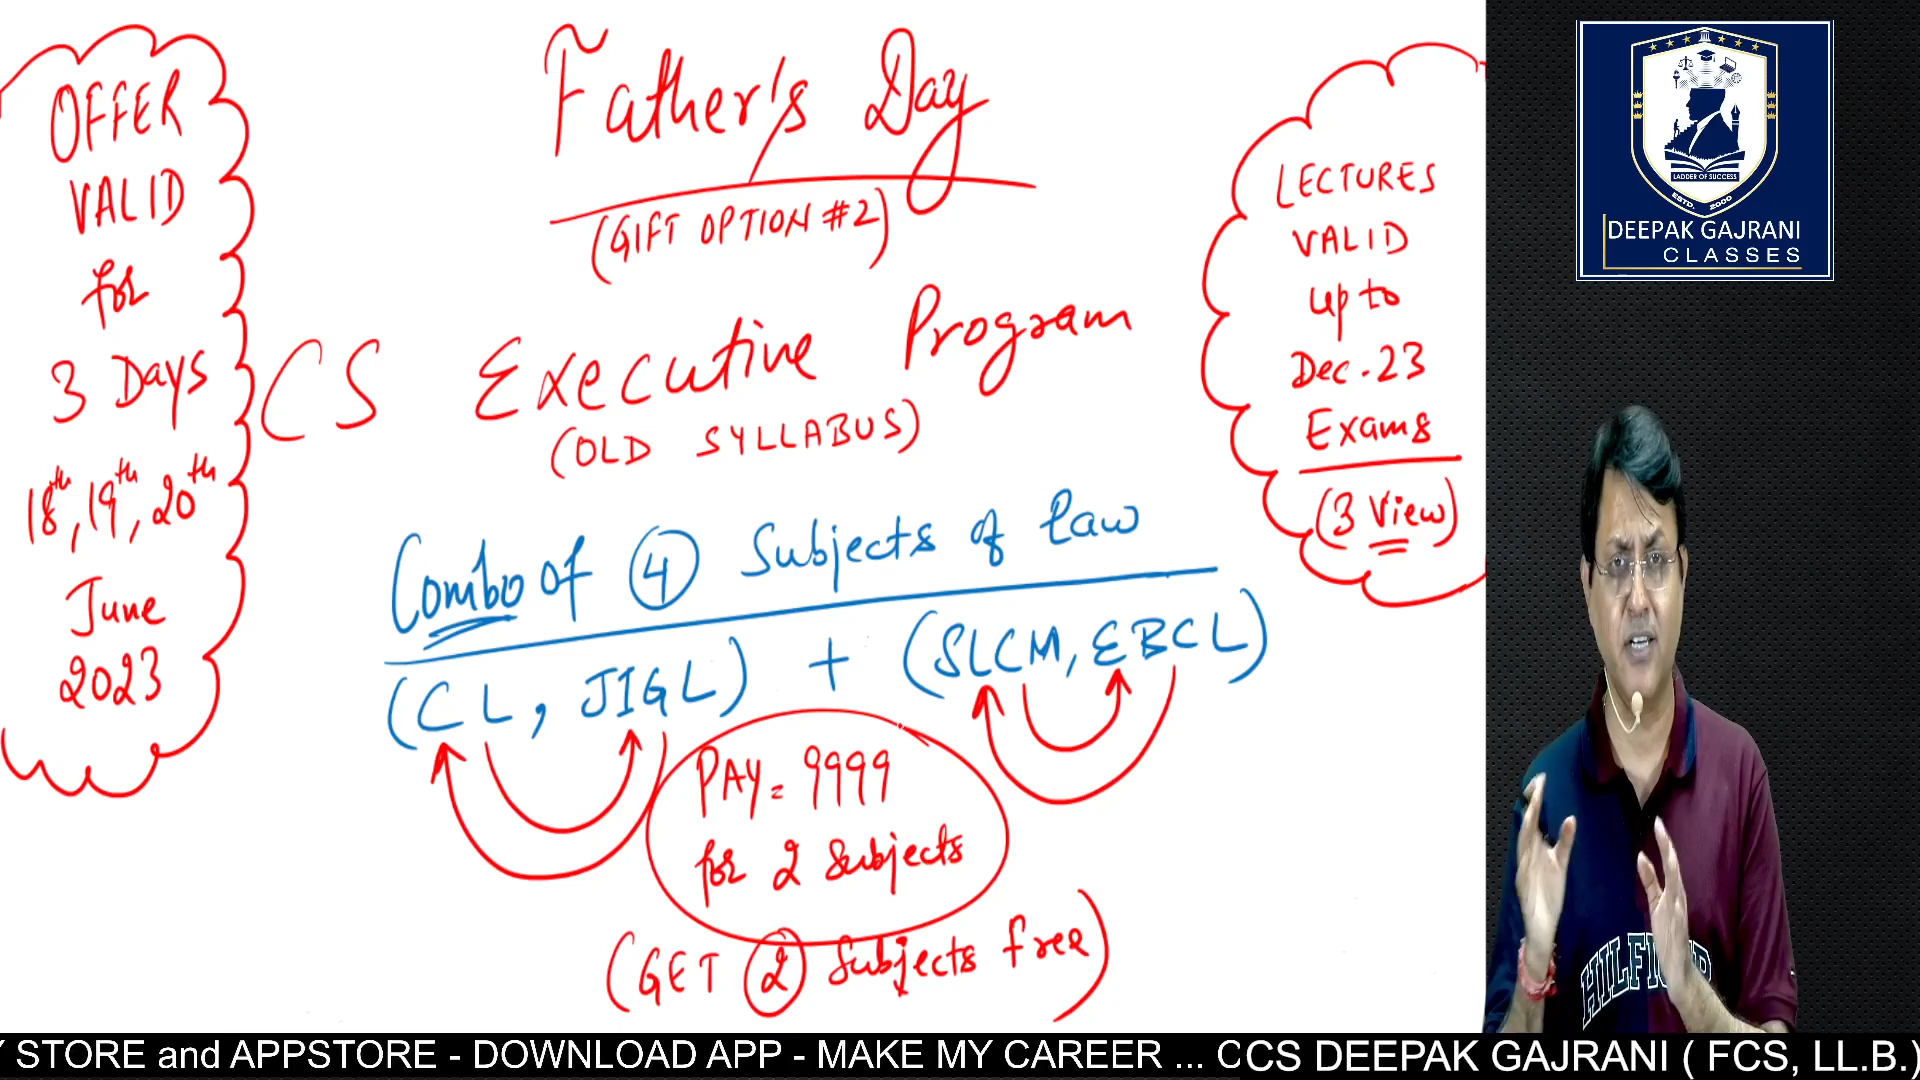 OFFER
VALID
for
3 Days
18th, 19th, 20th
June
2023
Father's Day
(GIFT OPTION #2)
CS Executive Program
(OLD SYLLABUS)
Combo of 4 Subjects of law
(CL, JIGL) + (SLCM, EBCL)
PAY = 9999
for 2 Subjects
(GET 2 Subjects free)
LECTURES
VALID
up to
Dec. 23
Exams
(3 View)
LADDER OF SUCCESS
ESTD. 2000
DEEPAK GAJRANI
CLASSES
HILFIGER
Y STORE and APPSTORE - DOWNLOAD APP - MAKE MY CAREER ... C
CS DEEPAK GAJRANI ( FCS, LL.B.)